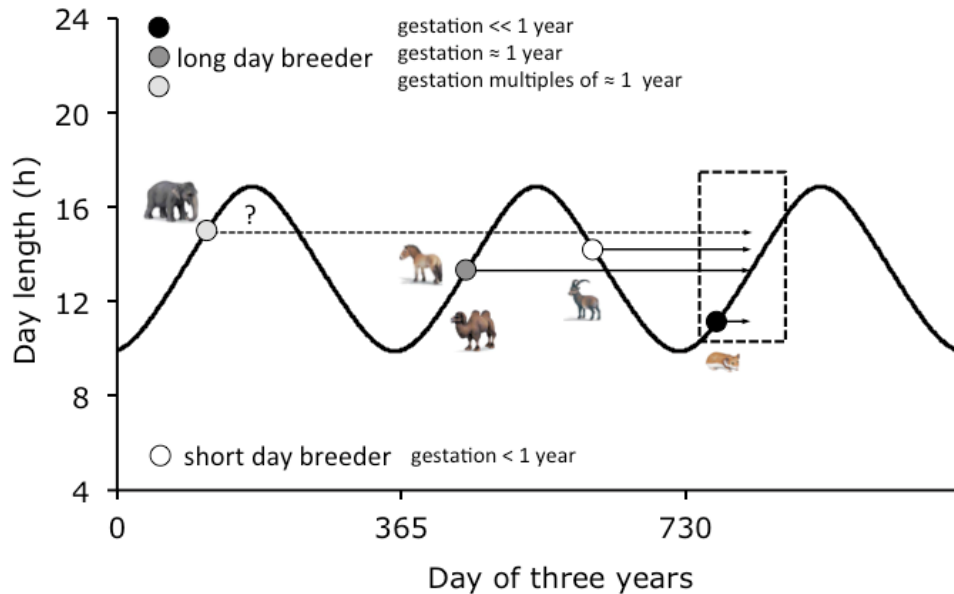 24
20
16
12
8
4
Day length (h)
long day breeder
gestation << 1 year
gestation ≈ 1 year
gestation multiples of ≈ 1 year
?
short day breeder gestation < 1 year
0 365 730
Day of three years